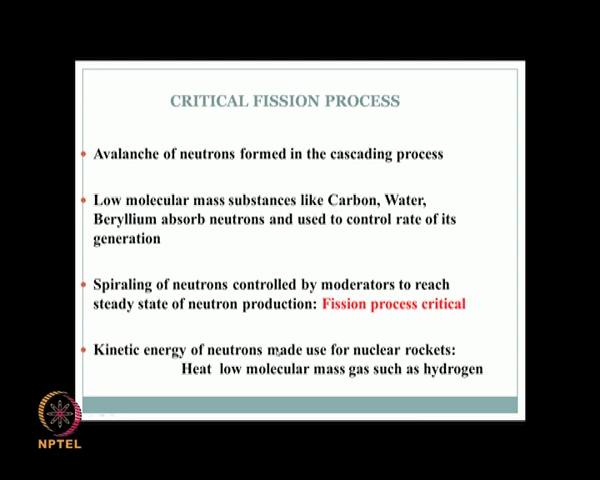 CRITICAL FISSION PROCESS
Avalanche of neutrons formed in the cascading process
Low molecular mass substances like Carbon, Water,
Beryllium absorb neutrons and used to control rate of its
generation
Spiraling of neutrons controlled by moderators to reach
steady state of neutron production: Fission process critical
Kinetic energy of neutrons made use for nuclear rockets:
Heat low molecular mass gas such as hydrogen
NPTEL